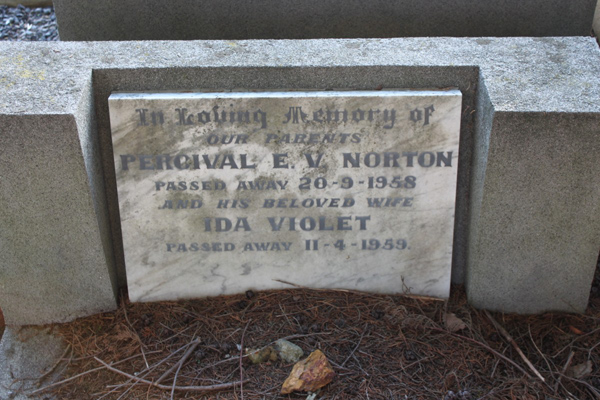 In Loving Memory of
OUR PARENTS
PERCIVAL E. V. NORTON
PASSED AWAY 20-9-1958
AND HIS BELOVED WIFE
IDA VIOLET
PASSED AWAY 11-4-1959.